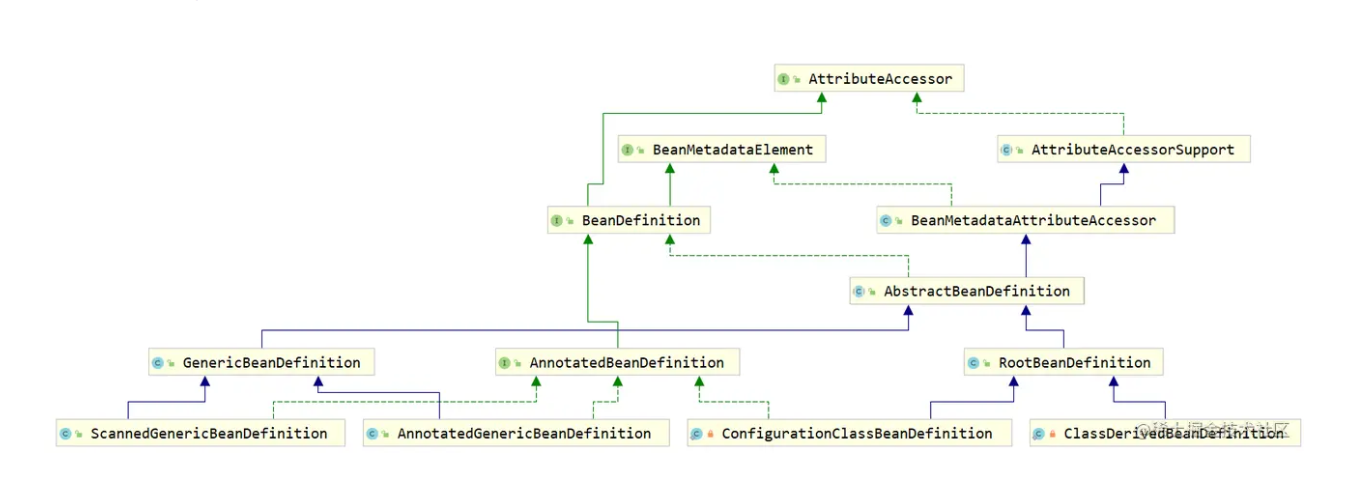 AttributeAccessor
BeanMetadataElement
AttributeAccessorSupport
BeanDefinition
BeanMetadataAttributeAccessor
AbstractBeanDefinition
GenericBeanDefinition
AnnotatedBeanDefinition
RootBeanDefinition
ScannedGenericBeanDefinition
AnnotatedGenericBeanDefinition
ConfigurationClassBeanDefinition
ClassDerivedBeanDefinition
@稀土掘金技术社区